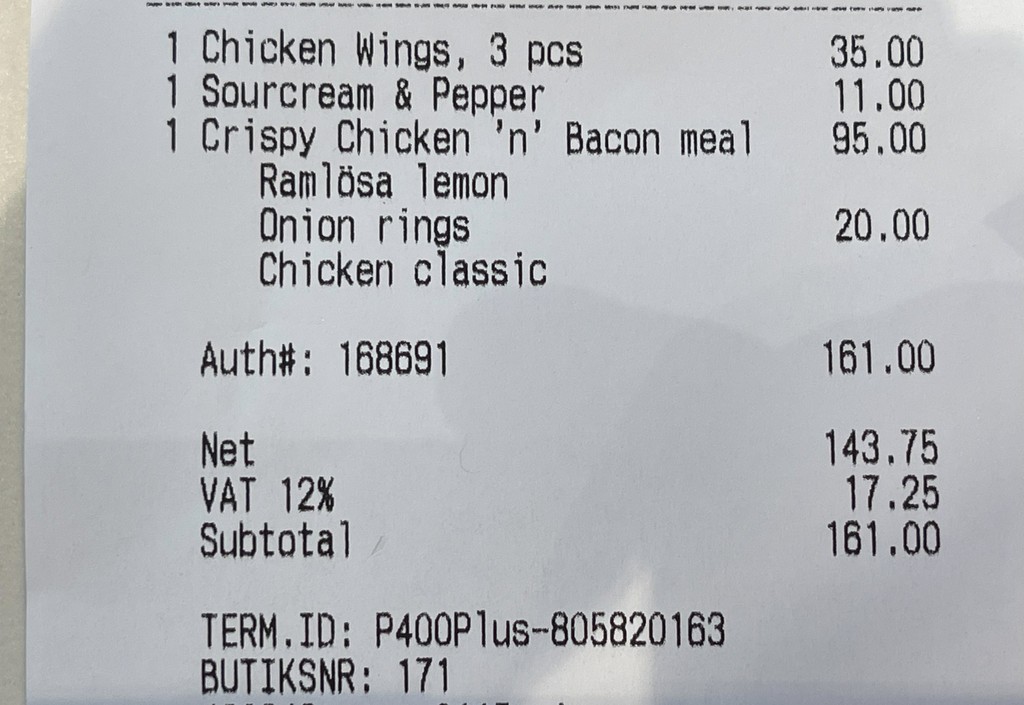 1 Chicken Wings, 3 pcs 35.00
1 Sourcream & Pepper 11.00
1 Crispy Chicken 'n' Bacon meal 95.00
Ramlösa lemon
Onion rings 20.00
Chicken classic
Auth#: 168691 161.00
Net 143.75
VAT 12% 17.25
Subtotal 161.00
TERM.ID: P400Plus-805820163
BUTIKSNR: 171